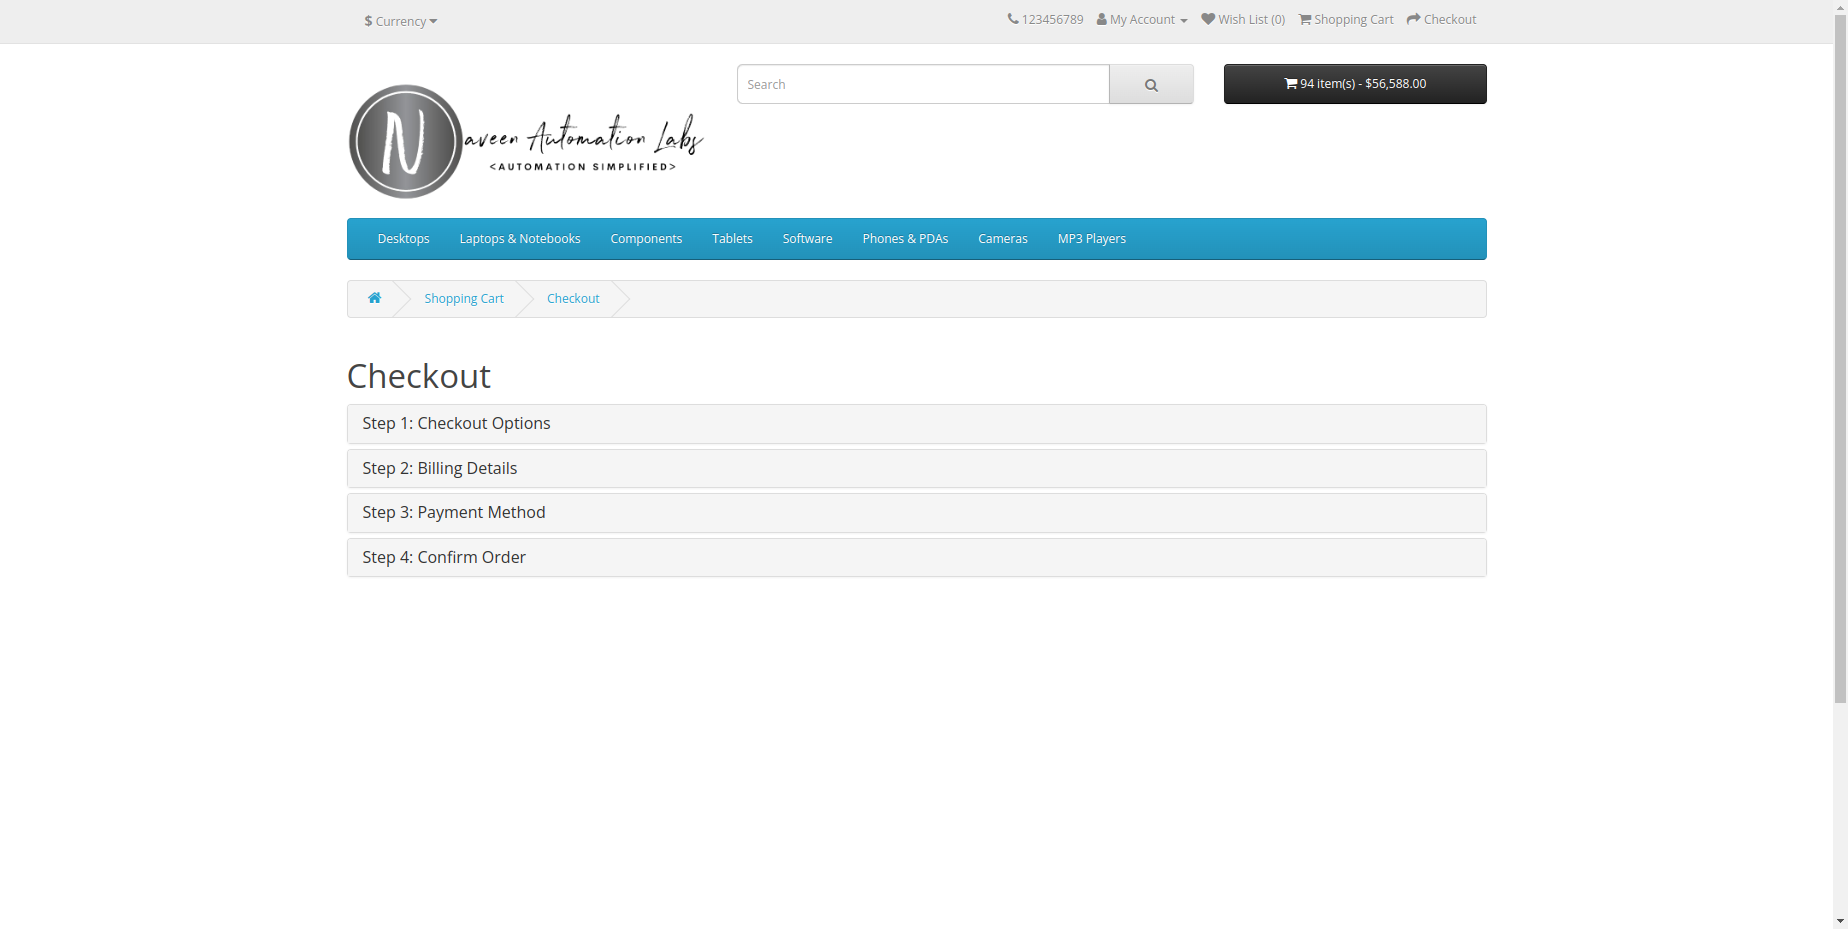 $ Currency
123456789 My Account Wish List (0) Shopping Cart Checkout
Search
94 item(s) - $56,588.00
Naveen Automation Labs
<AUTOMATION SIMPLIFIED>
Desktops Laptops & Notebooks Components Tablets Software Phones & PDAs Cameras MP3 Players
Shopping Cart Checkout
Checkout
Step 1: Checkout Options
Step 2: Billing Details
Step 3: Payment Method
Step 4: Confirm Order